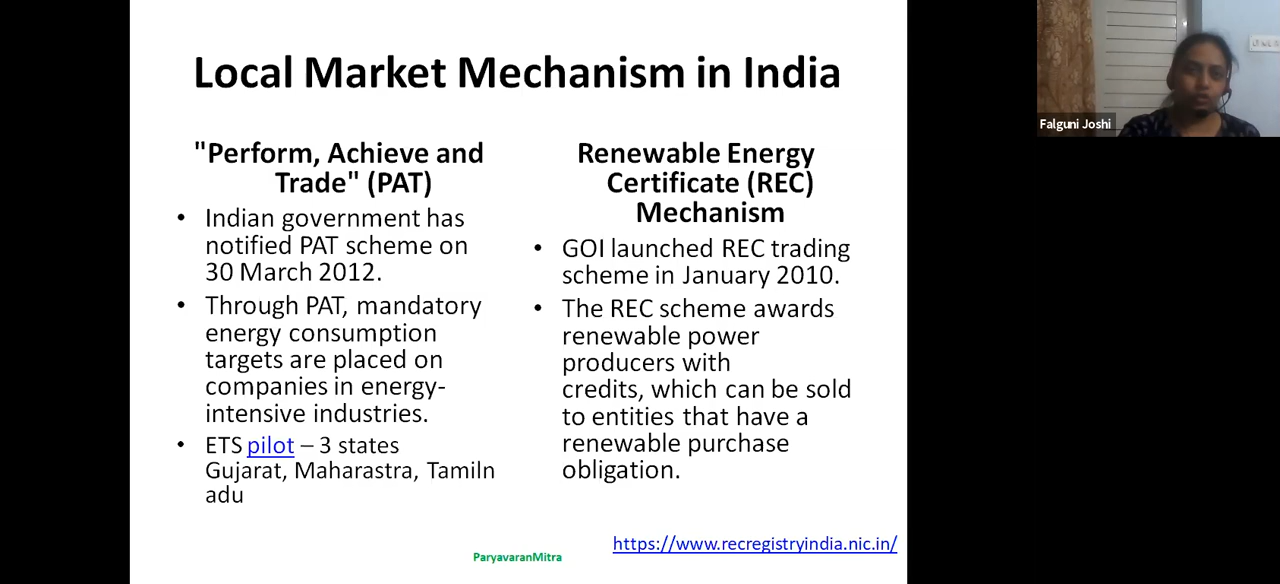 Local Market Mechanism in India
"Perform, Achieve and
Trade" (PAT)
• Indian government has
notified PAT scheme on
30 March 2012.
• Through PAT, mandatory
energy consumption
targets are placed on
companies in energy-
intensive industries.
• ETS pilot – 3 states
Gujarat, Maharastra, Tamiln
adu
Renewable Energy
Certificate (REC)
Mechanism
• GOI launched REC trading
scheme in January 2010.
• The REC scheme awards
renewable power
producers with
credits, which can be sold
to entities that have a
renewable purchase
obligation.
https://www.recregistryindia.nic.in/
ParyavaranMitra
Falguni Joshi